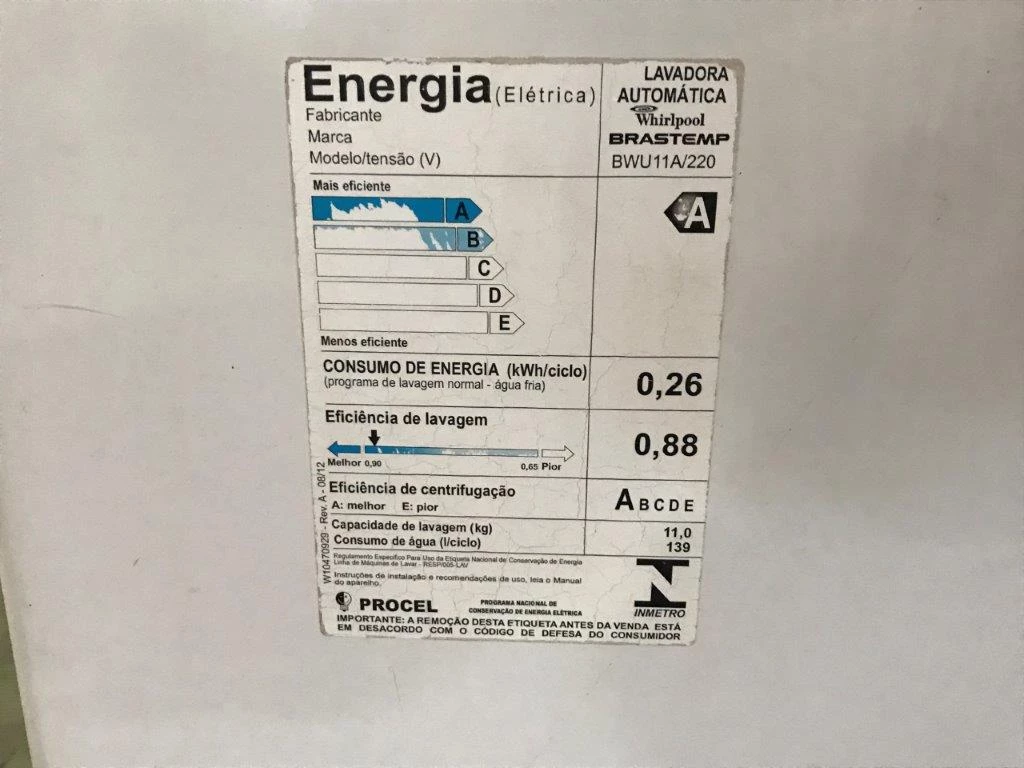 Energia (Elétrica)
LAVADORA
AUTOMÁTICA
Fabricante
Whirlpool
Marca
BRASTEMP
Modelo/tensão (V)
BWU11A/220
Mais eficiente
A
A
B
C
D
E
Menos eficiente
CONSUMO DE ENERGIA (kWh/ciclo)
(programa de lavagem normal - água fria)
0,26
Eficiência de lavagem
0,88
Melhor 0,90
0,65 Pior
Eficiência de centrifugação
A: melhor E: pior
A B C D E
Capacidade de lavagem (kg)
11,0
Consumo de água (l/ciclo)
139
Regulamento Específico Para Uso da Etiqueta Nacional de Conservação de Energia
Linha de Máquinas de Lavar - RESP/005-LAV
Instruções de instalação e recomendações de uso, leia o Manual
do aparelho.
W10470929 - Rev. A - 08/12
PROCEL
PROGRAMA NACIONAL DE
CONSERVAÇÃO DE ENERGIA ELÉTRICA
INMETRO
IMPORTANTE: A REMOÇÃO DESTA ETIQUETA ANTES DA VENDA ESTÁ
EM DESACORDO COM O CÓDIGO DE DEFESA DO CONSUMIDOR